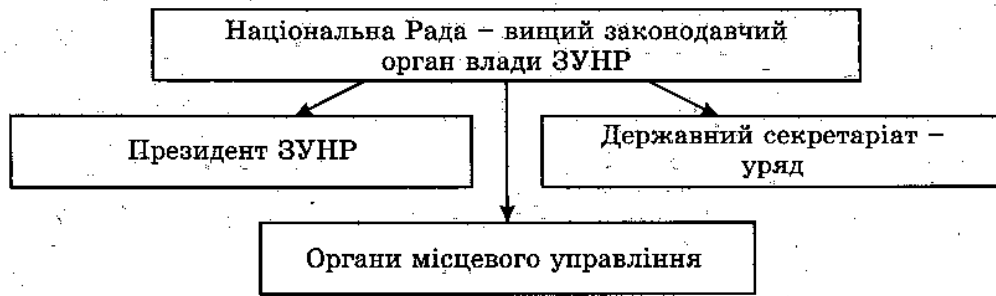 Національна Рада – вищий законодавчий
орган влади ЗУНР
Президент ЗУНР
Державний секретаріат –
уряд
Органи місцевого управління